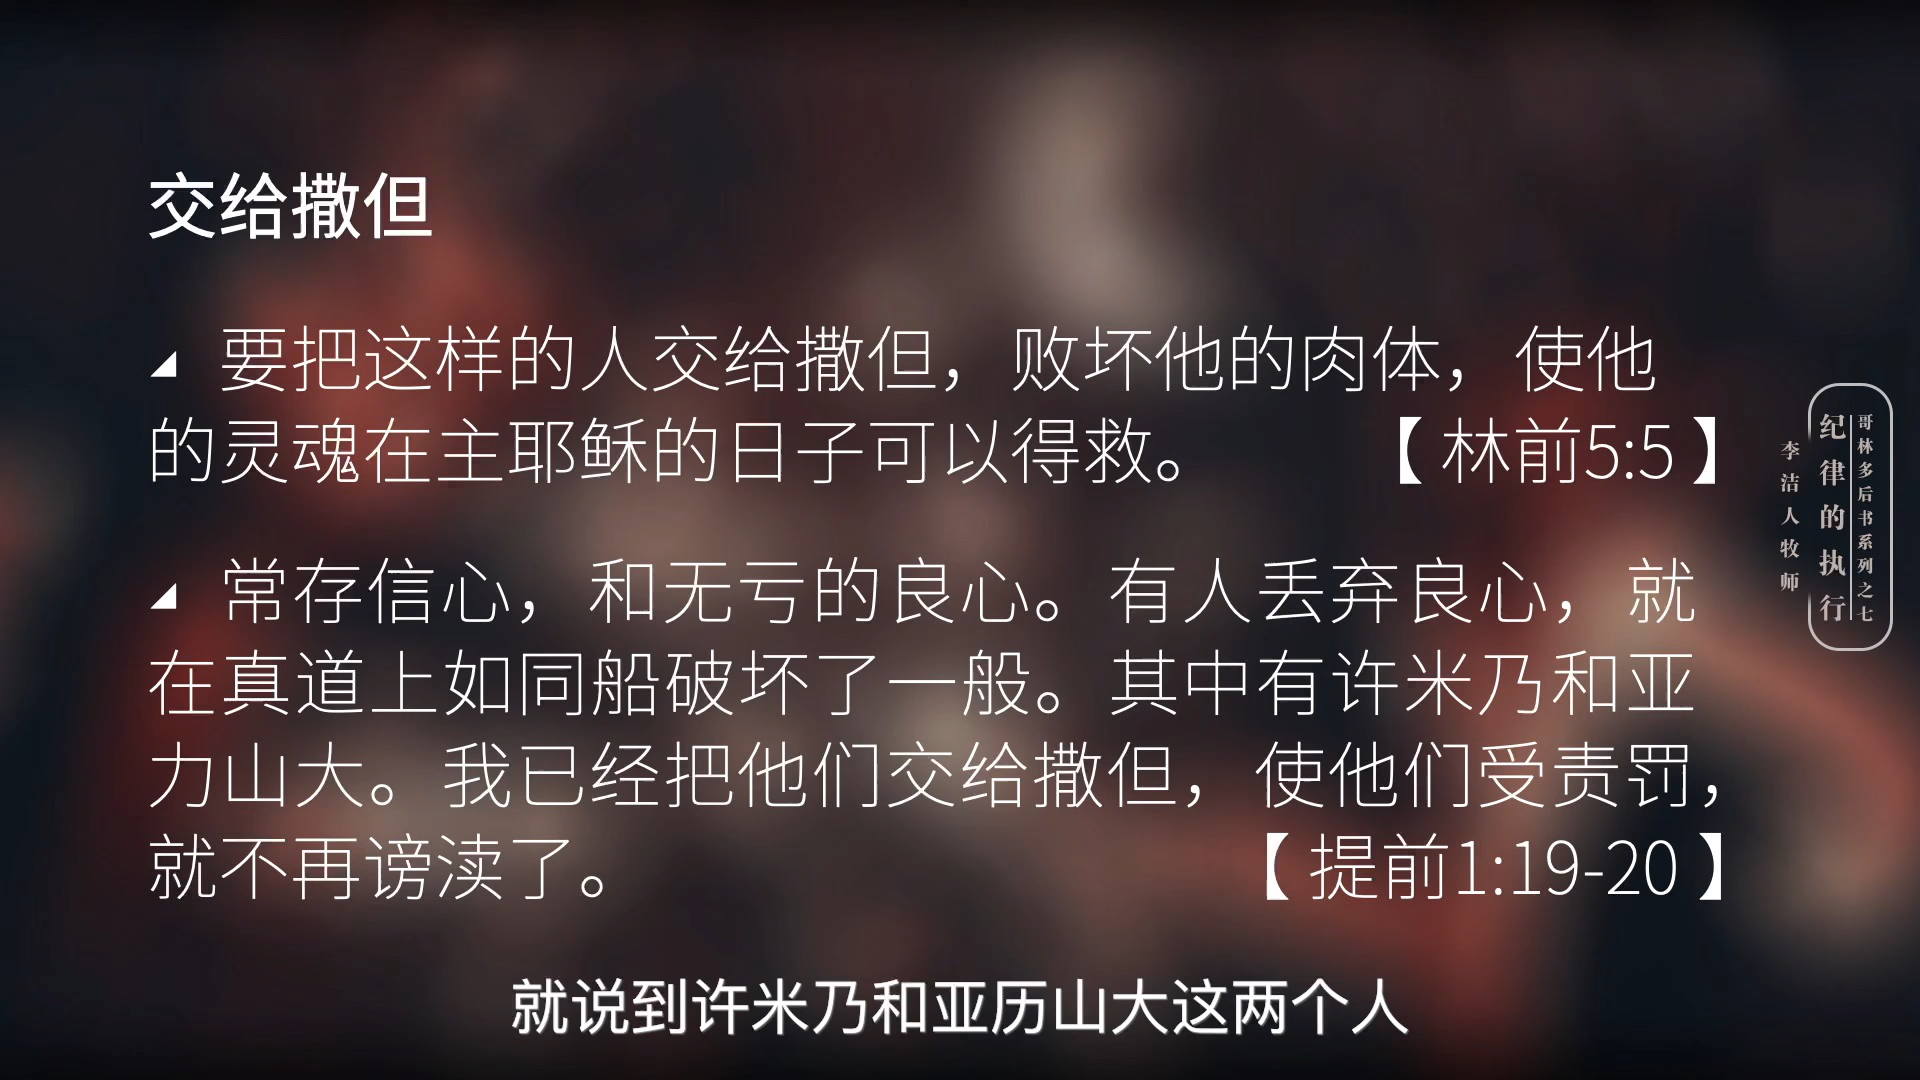 交给撒但
要把这样的人交给撒但，败坏他的肉体，使他
的灵魂在主耶稣的日子可以得救。【林前5:5】
常存信心，和无亏的良心。有人丢弃良心，就
在真道上如同船破坏了一般。其中有许米乃和亚
力山大。我已经把他们交给撒但，使他们受责罚，
就不再谤渎了。【提前1:19-20】
哥林多后书系列之七
纪律的执行
李洁人牧师
就说到许米乃和亚历山大这两个人